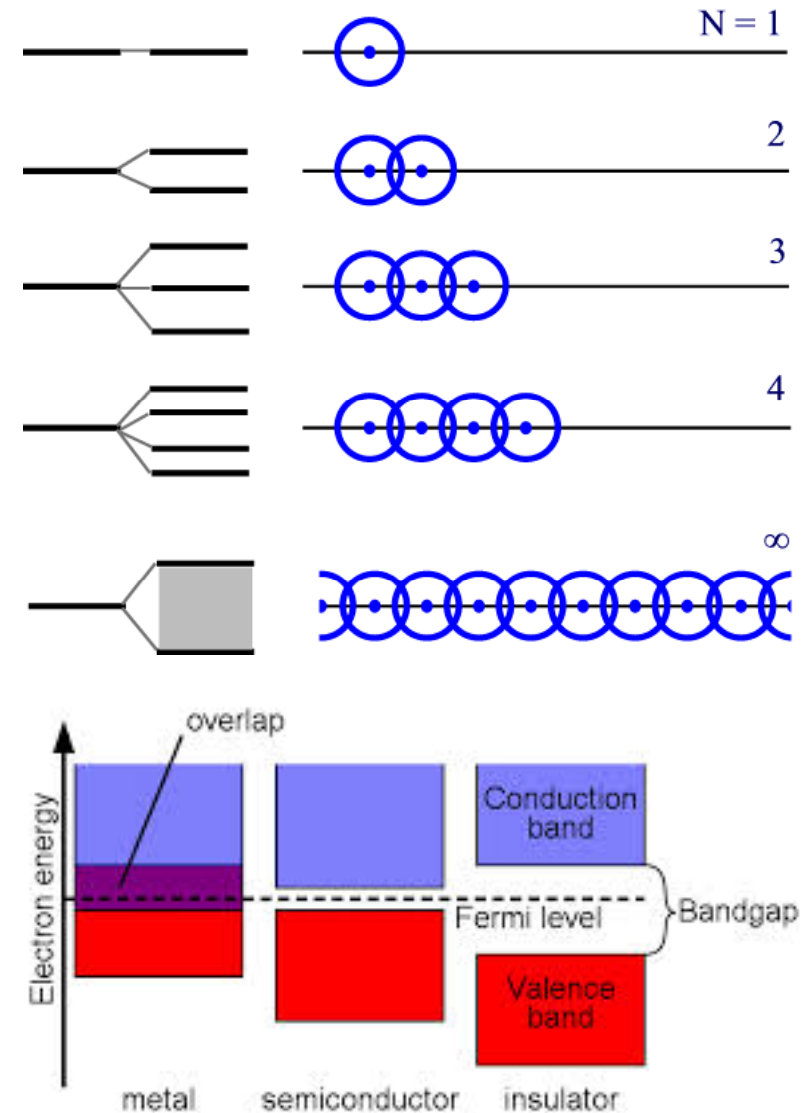 N = 1
2
3
4
∞
overlap
Electron energy
Conduction
band
Fermi level
Bandgap
Valence
band
metal
semiconductor
insulator